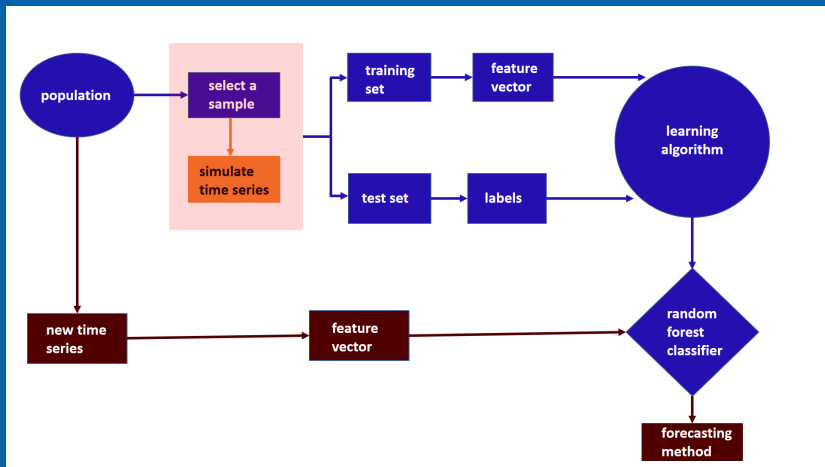 population
select a
sample
simulate
time series
training
set
feature
vector
test set
labels
learning
algorithm
new time
series
feature
vector
random
forest
classifier
forecasting
method